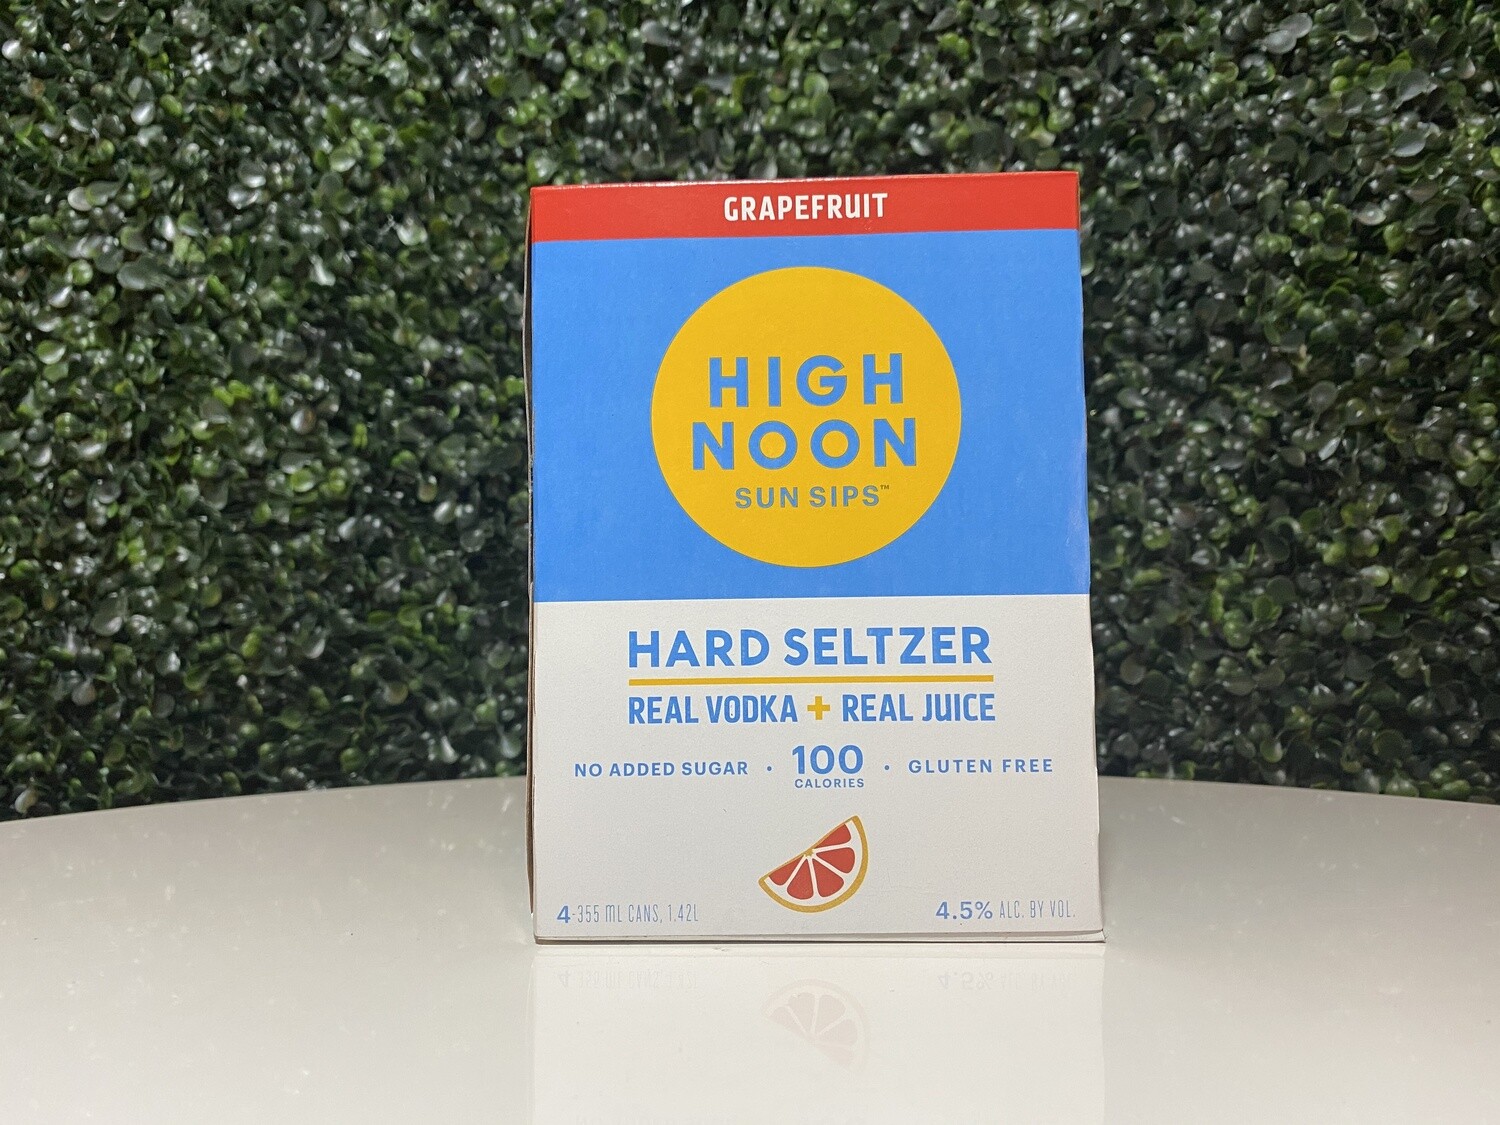 GRAPEFRUIT
HIGH
NOON
SUN SIPS™
HARD SELTZER
REAL VODKA + REAL JUICE
NO ADDED SUGAR · 100 CALORIES · GLUTEN FREE
4-355 ML CANS, 1.42L
4.5% ALC. BY VOL.